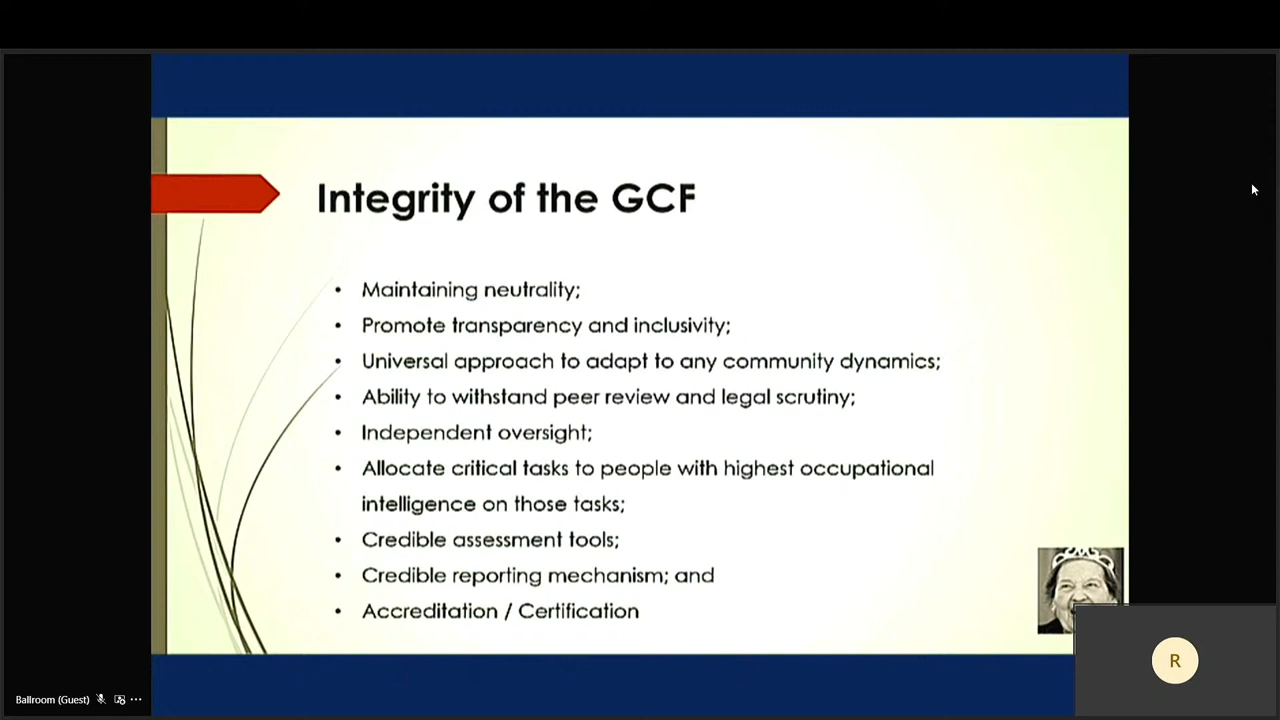 Integrity of the GCF
• Maintaining neutrality;
• Promote transparency and inclusivity;
• Universal approach to adapt to any community dynamics;
• Ability to withstand peer review and legal scrutiny;
• Independent oversight;
• Allocate critical tasks to people with highest occupational
intelligence on those tasks;
• Credible assessment tools;
• Credible reporting mechanism; and
• Accreditation / Certification
R
Ballroom (Guest)